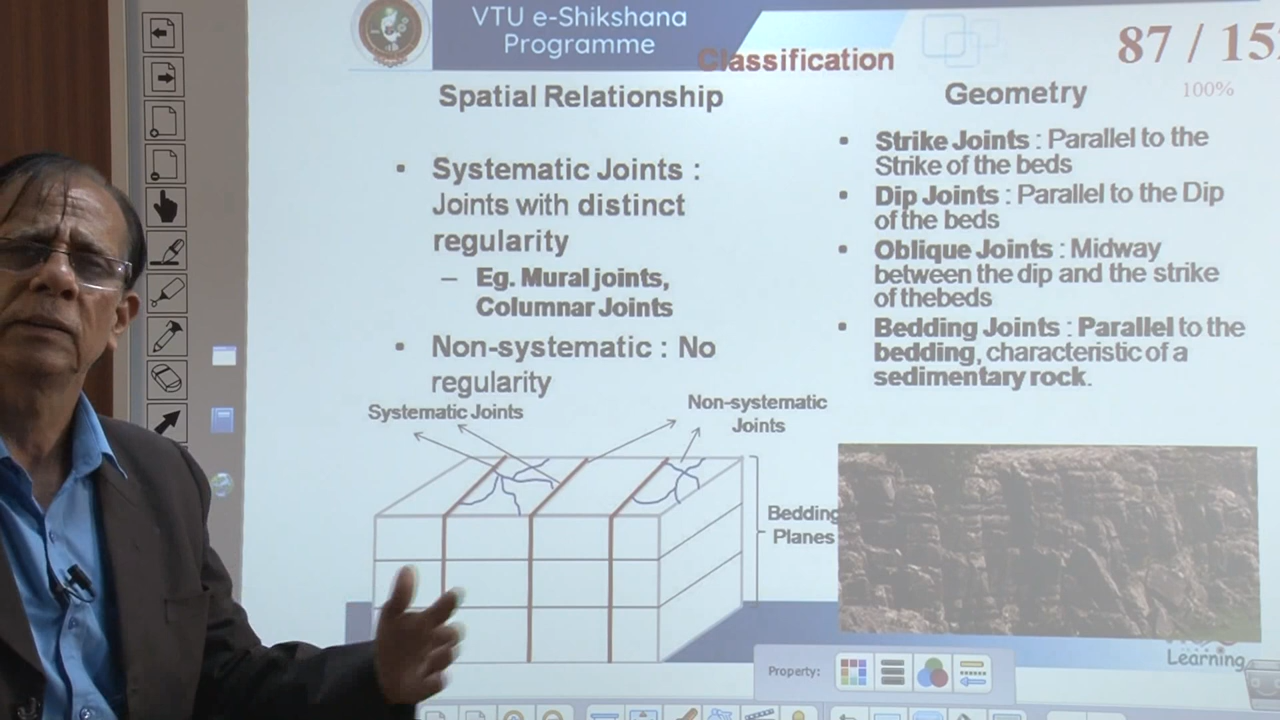 VTU e-Shikshana
Programme
Classification
87 / 15
100%
Spatial Relationship
• Systematic Joints :
Joints with distinct
regularity
– Eg. Mural joints,
Columnar Joints
• Non-systematic : No
regularity
Systematic Joints
Non-systematic
Joints
Bedding
Planes
Geometry
• Strike Joints : Parallel to the
Strike of the beds
• Dip Joints : Parallel to the Dip
of the beds
• Oblique Joints : Midway
between the dip and the strike
of thebeds
• Bedding Joints : Parallel to the
bedding, characteristic of a
sedimentary rock.
Learning
Property: